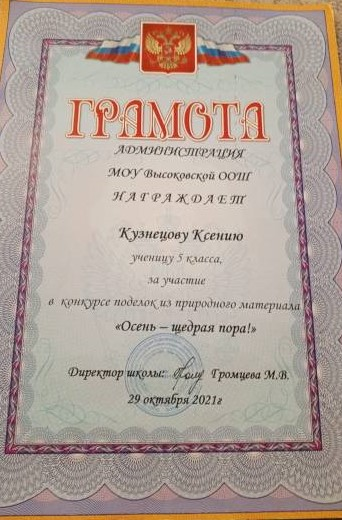 ГРАМОТА
АДМИНИСТРАЦИЯ
МОУ Высоковской ООШ
Н А Г Р А Ж Д А Е Т
Кузнецову Ксению
ученицу 5 класса,
за участие
в конкурсе поделок из природного материала
«Осень – щедрая пора!»
Директор школы: Громцева М.В.
29 октября 2021г